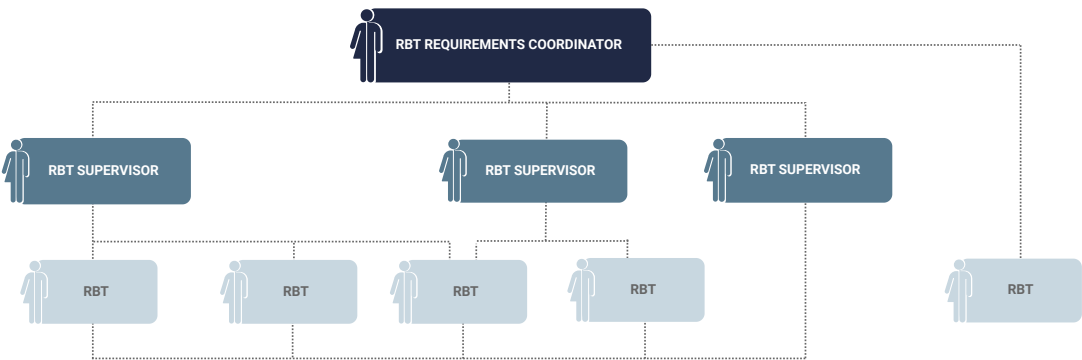 RBT REQUIREMENTS COORDINATOR
RBT SUPERVISOR
RBT SUPERVISOR
RBT SUPERVISOR
RBT
RBT
RBT
RBT
RBT